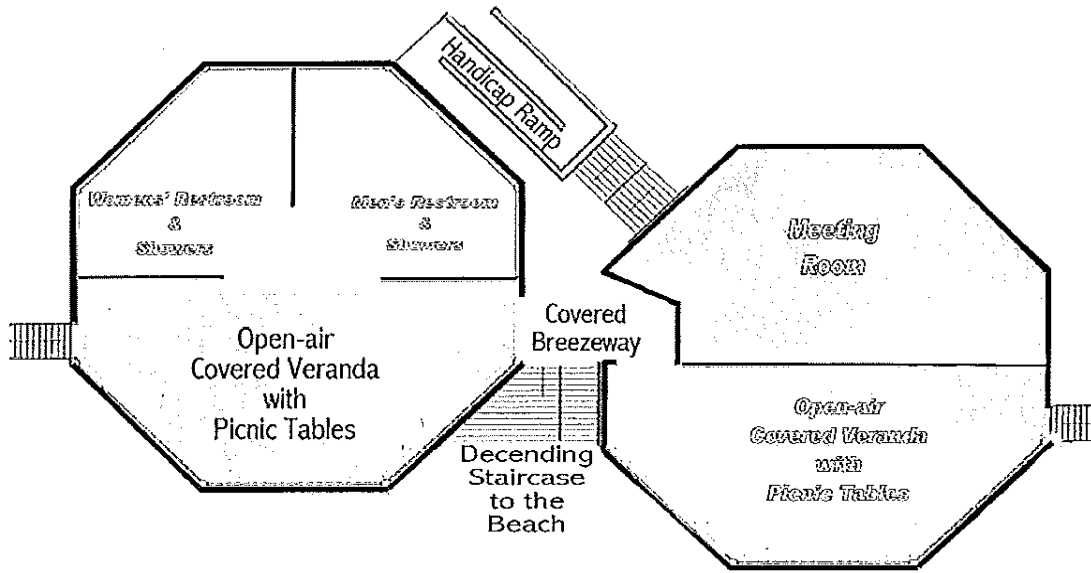 Handicap Ramp
Womens' Restroom
&
Showers
Men's Restroom
&
Showers
Meeting
Room
Open-air
Covered Veranda
with
Picnic Tables
Covered
Breezeway
Open-air
Covered Veranda
with
Picnic Tables
Decending
Staircase
to the
Beach